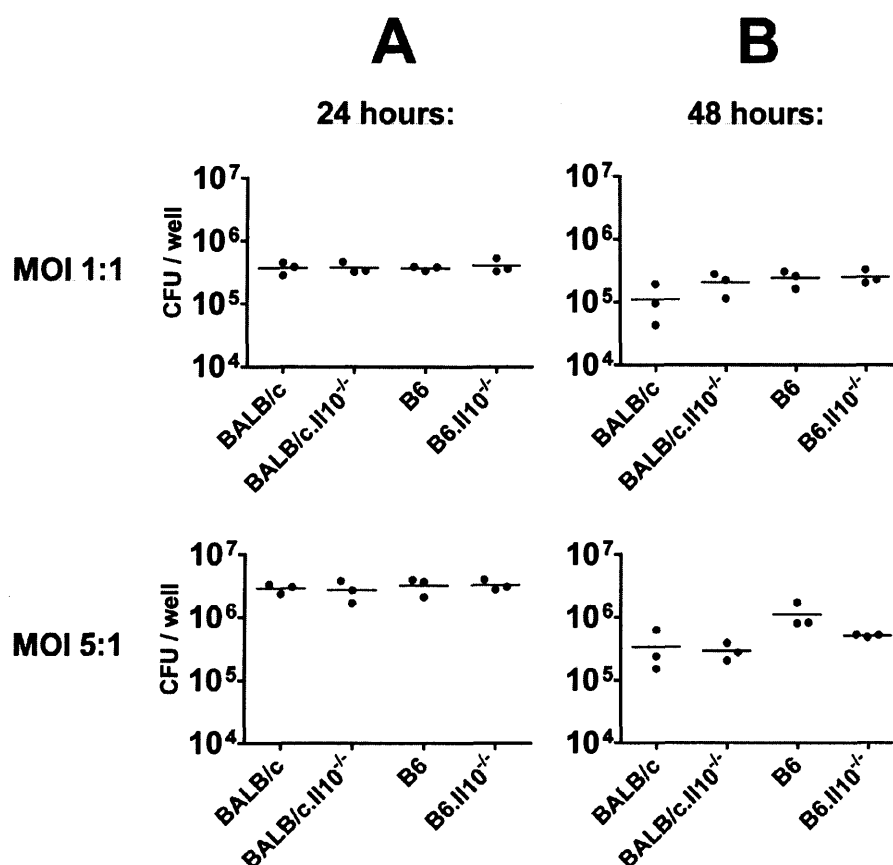 A
B
24 hours:
48 hours:
MOI 1:1
CFU / well
10⁷
10⁶
10⁵
10⁴
BALB/c
BALB/c.Il10⁻/⁻
B6
B6.Il10⁻/⁻
10⁷
10⁶
10⁵
10⁴
BALB/c
BALB/c.Il10⁻/⁻
B6
B6.Il10⁻/⁻
MOI 5:1
CFU / well
10⁷
10⁶
10⁵
10⁴
BALB/c
BALB/c.Il10⁻/⁻
B6
B6.Il10⁻/⁻
10⁷
10⁶
10⁵
10⁴
BALB/c
BALB/c.Il10⁻/⁻
B6
B6.Il10⁻/⁻